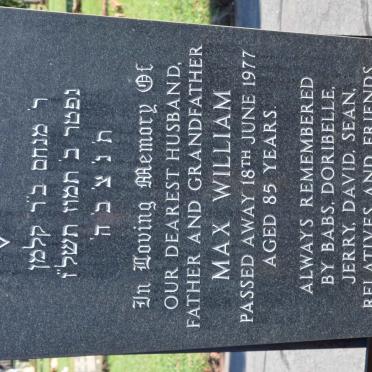 ר׳ מנחם ב״ר קלמן
נפטר ב׳ תמוז תשל״ז
ת׳ נ׳ צ׳ ב׳ ה׳
In Loving Memory Of
OUR DEAREST HUSBAND,
FATHER AND GRANDFATHER
MAX WILLIAM
PASSED AWAY 18TH JUNE 1977
AGED 85 YEARS.
ALWAYS REMEMBERED
BY BABS, DORIBELLE,
JERRY, DAVID, SEAN,
RELATIVES AND FRIENDS